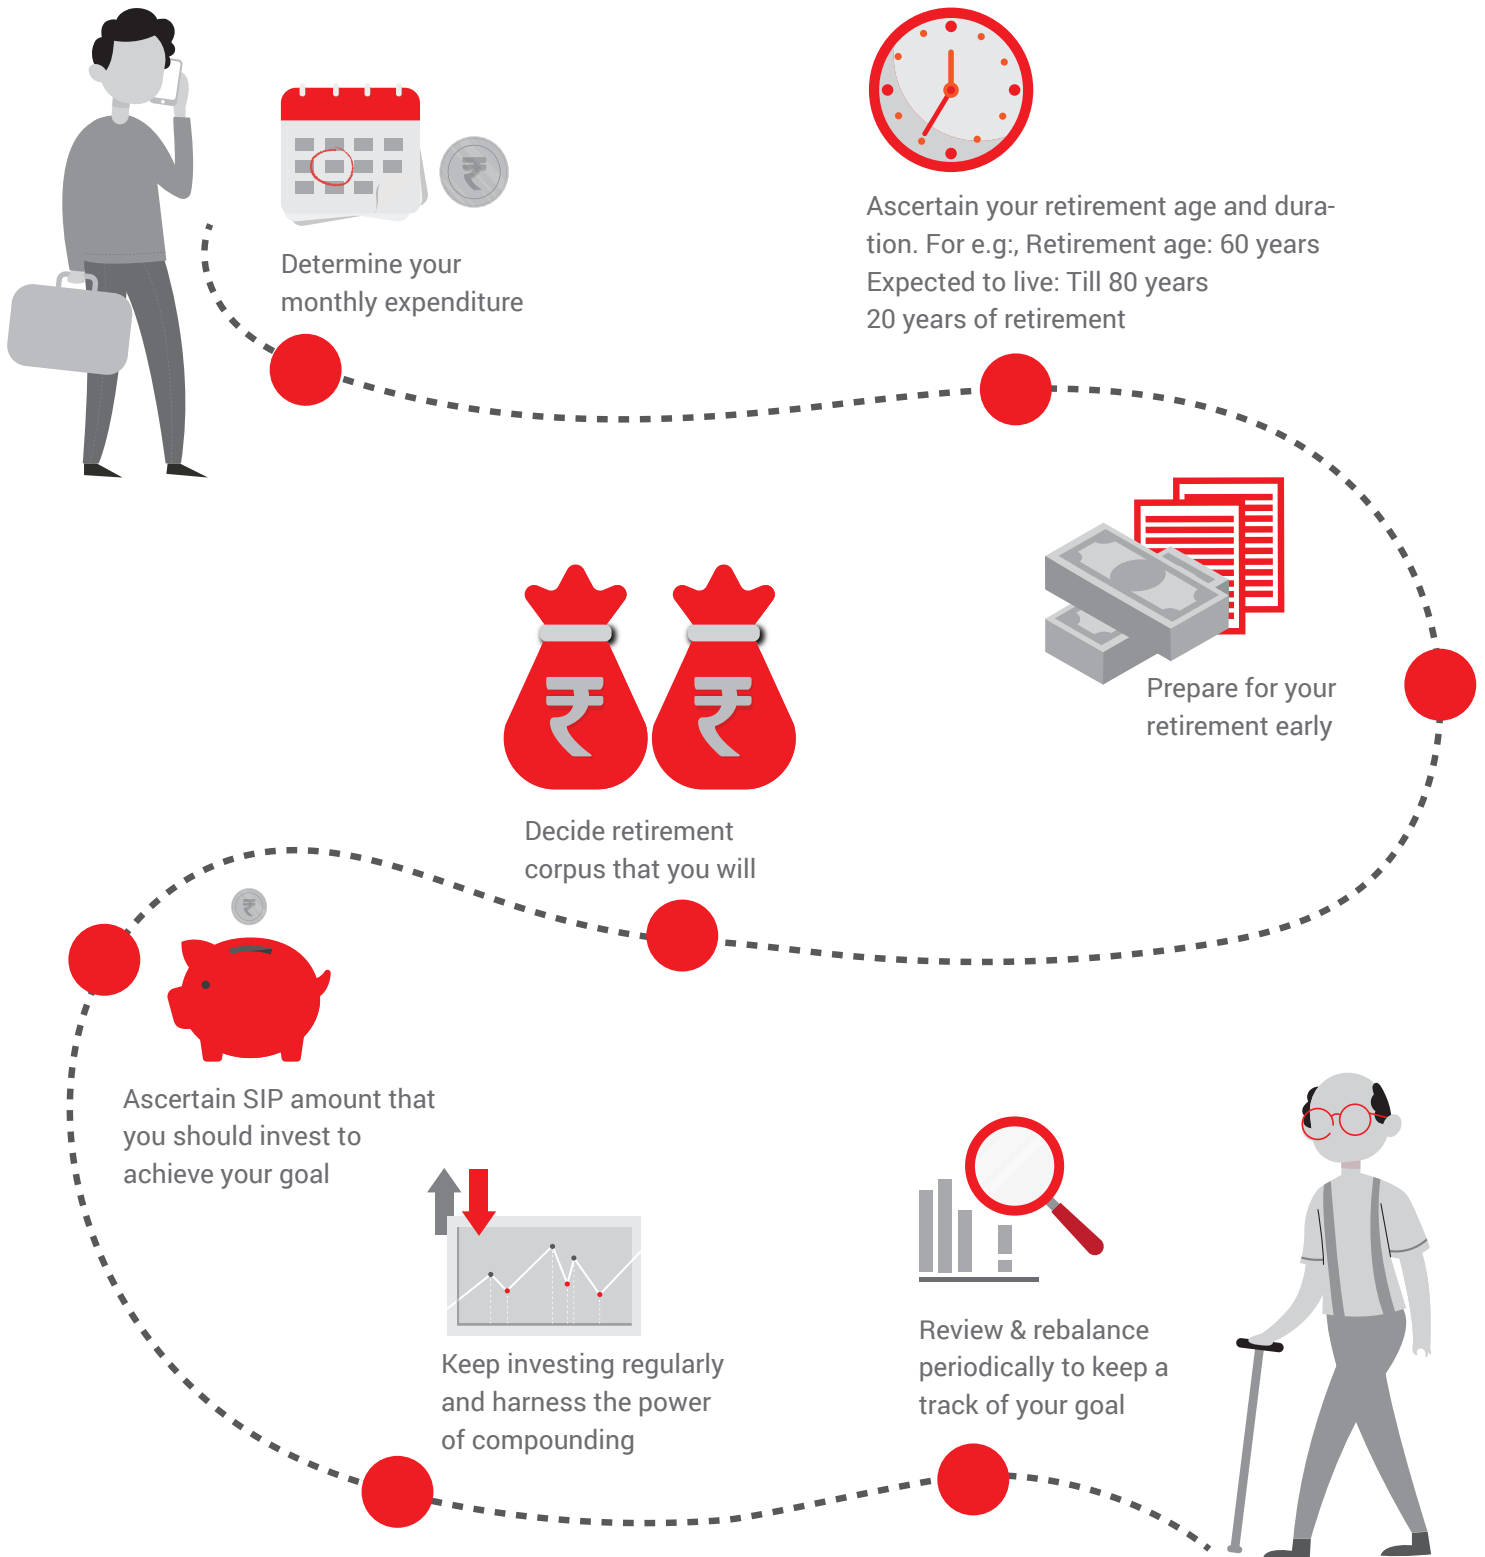 Determine your
monthly expenditure
Ascertain your retirement age and dura-
tion. For e.g:, Retirement age: 60 years
Expected to live: Till 80 years
20 years of retirement
Prepare for your
retirement early
₹
₹ ₹
Decide retirement
corpus that you will
₹
Ascertain SIP amount that
you should invest to
achieve your goal
Keep investing regularly
and harness the power
of compounding
Review & rebalance
periodically to keep a
track of your goal